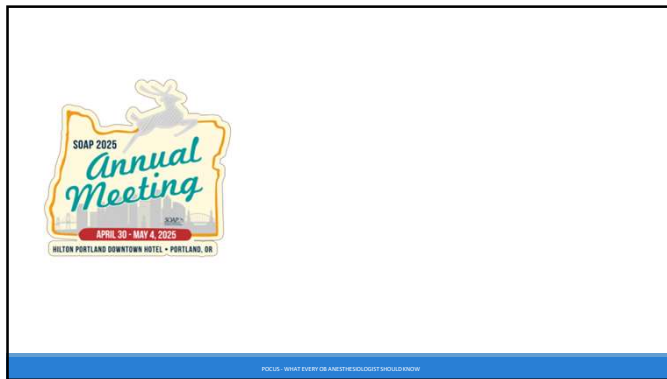 SOAP 2025
Annual
Meeting
SOAP
APRIL 30 - MAY 4, 2025
HILTON PORTLAND DOWNTOWN HOTEL • PORTLAND, OR
POCUS - WHAT EVERY OB ANESTHESIOLOGIST SHOULD KNOW